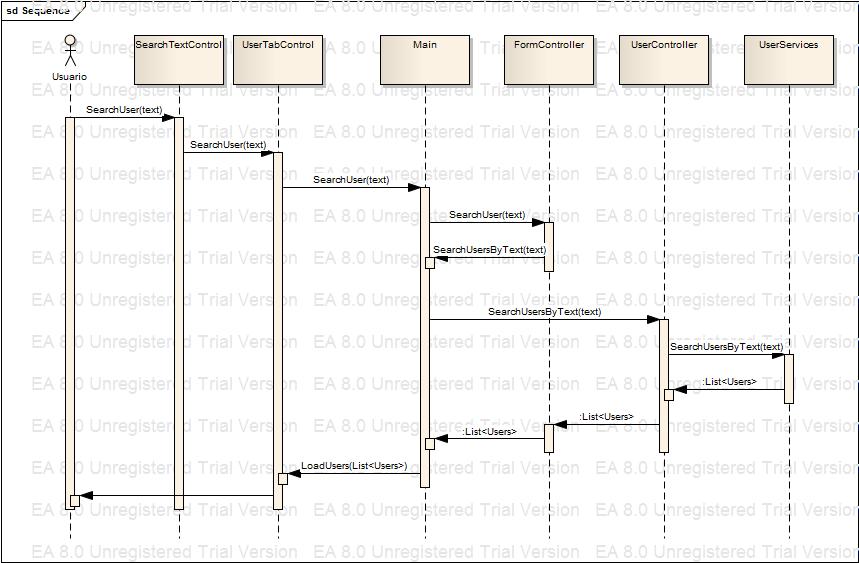 sd Sequence
Usuario
SearchTextControl
UserTabControl
Main
FormController
UserController
UserServices
SearchUser(text)
SearchUser(text)
SearchUser(text)
SearchUser(text)
SearchUsersByText(text)
SearchUsersByText(text)
SearchUsersByText(text)
:List<Users>
:List<Users>
:List<Users>
LoadUsers(List<Users>)
EA 8.0 Unregistered Trial Version